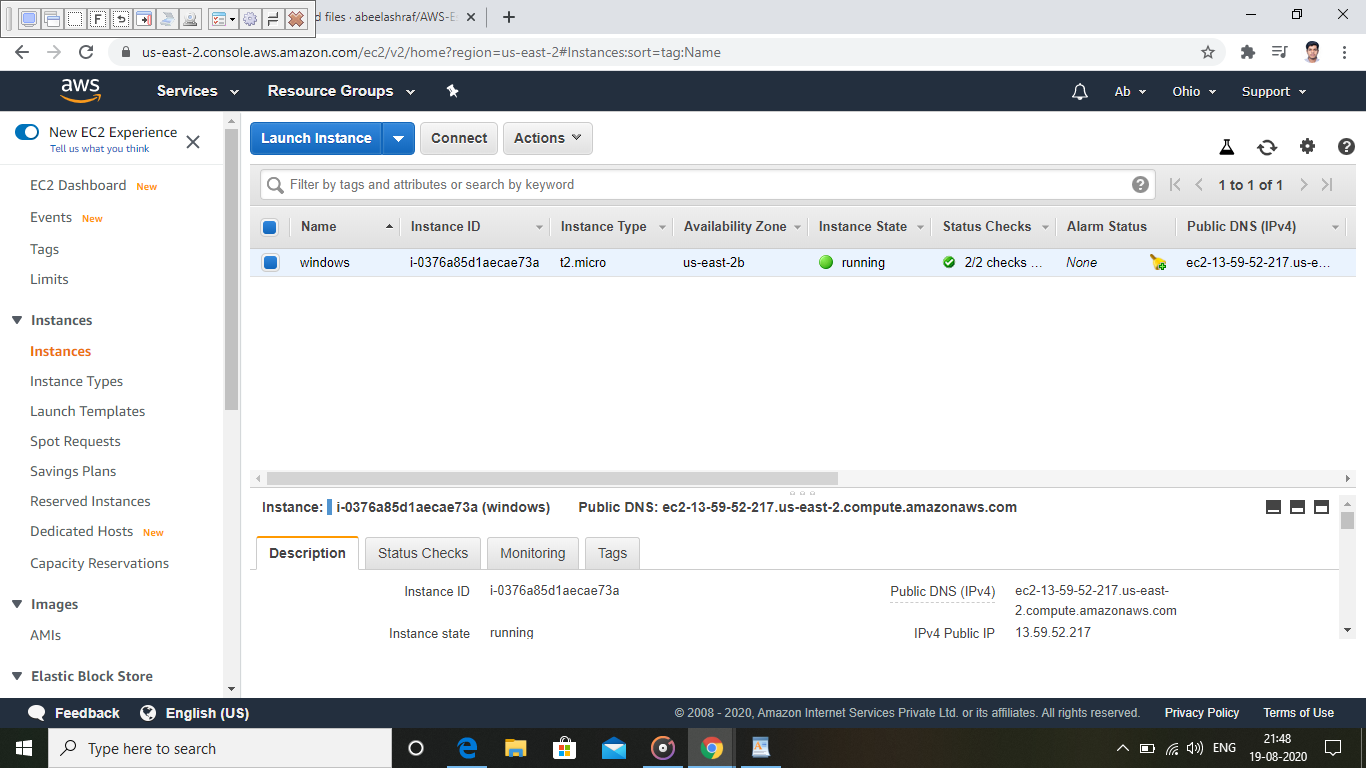 F
d files · abeelashraf/AWS-E
us-east-2.console.aws.amazon.com/ec2/v2/home?region=us-east-2#Instances:sort=tag:Name
aws
Services
Resource Groups
Ab
Ohio
Support
New EC2 Experience
Tell us what you think
EC2 Dashboard New
Events New
Tags
Limits
Instances
Instances
Instance Types
Launch Templates
Spot Requests
Savings Plans
Reserved Instances
Dedicated Hosts New
Capacity Reservations
Images
AMIs
Elastic Block Store
Launch Instance
Connect
Actions
Filter by tags and attributes or search by keyword
1 to 1 of 1
Name Instance ID Instance Type Availability Zone Instance State Status Checks Alarm Status Public DNS (IPv4)
windows i-0376a85d1aecae73a t2.micro us-east-2b running 2/2 checks ... None ec2-13-59-52-217.us-e...
Instance: i-0376a85d1aecae73a (windows) Public DNS: ec2-13-59-52-217.us-east-2.compute.amazonaws.com
Description Status Checks Monitoring Tags
Instance ID i-0376a85d1aecae73a Public DNS (IPv4) ec2-13-59-52-217.us-east-
2.compute.amazonaws.com
Instance state running IPv4 Public IP 13.59.52.217
Feedback English (US) © 2008 - 2020, Amazon Internet Services Private Ltd. or its affiliates. All rights reserved. Privacy Policy Terms of Use
Type here to search
ENG
21:48
19-08-2020